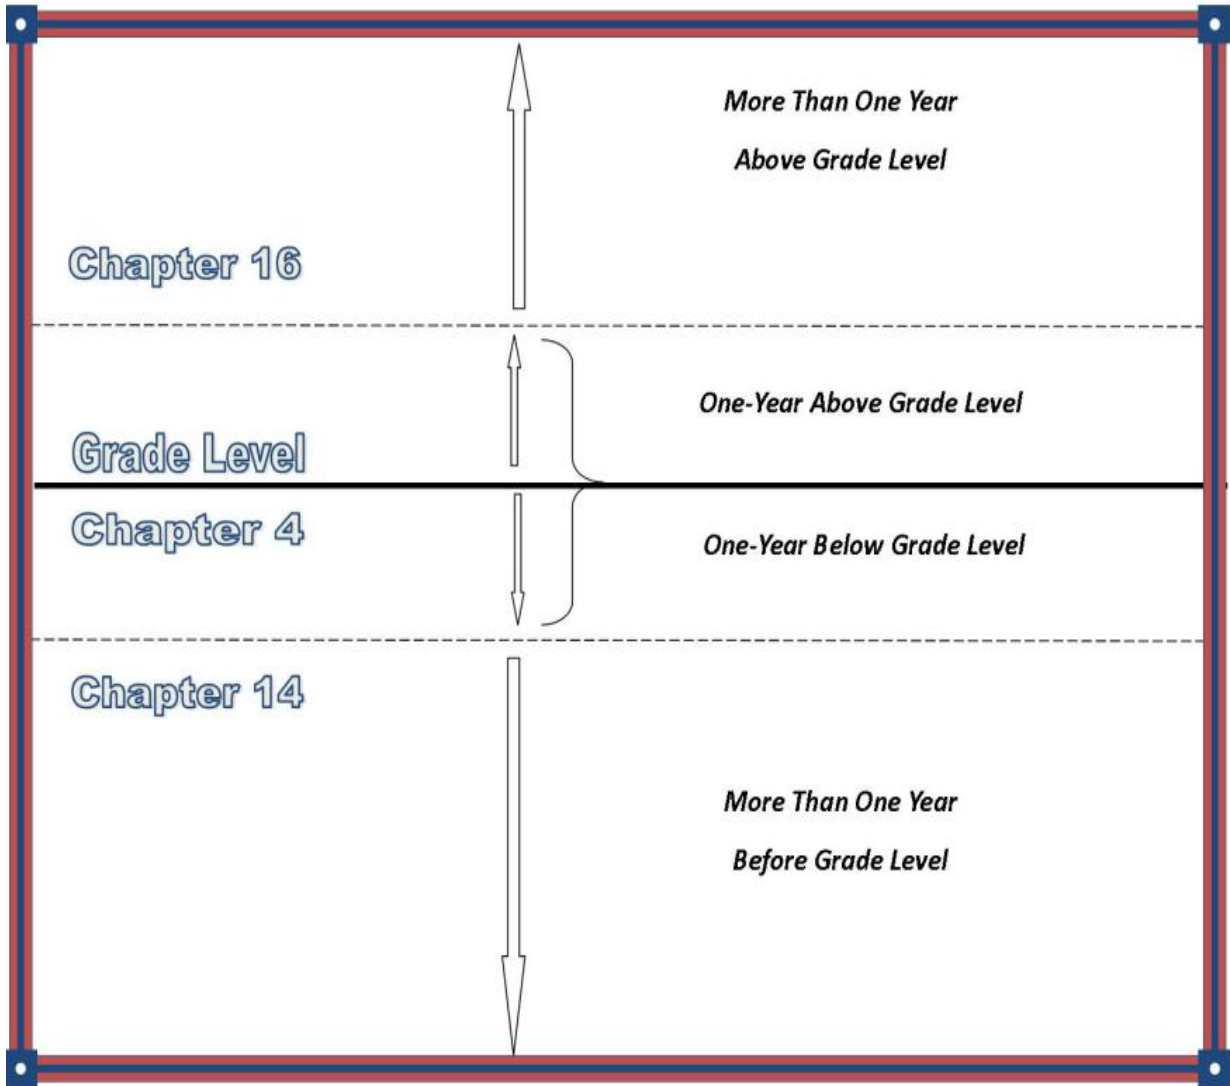 More Than One Year
Above Grade Level
Chapter 16
One-Year Above Grade Level
Grade Level
Chapter 4
One-Year Below Grade Level
Chapter 14
More Than One Year
Before Grade Level